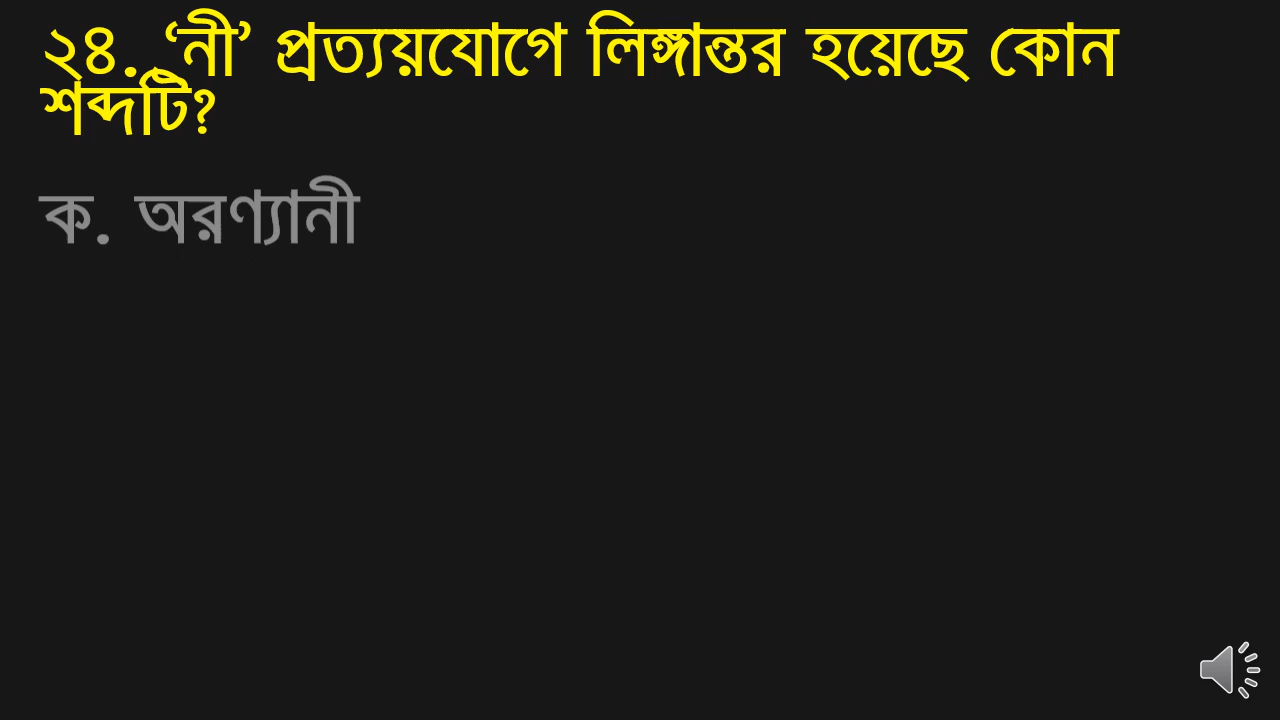 ২৪. ‘নী’ প্রত্যয়যোগে লিঙ্গান্তর হয়েছে কোন
শব্দটি?
ক. অরণ্যানী